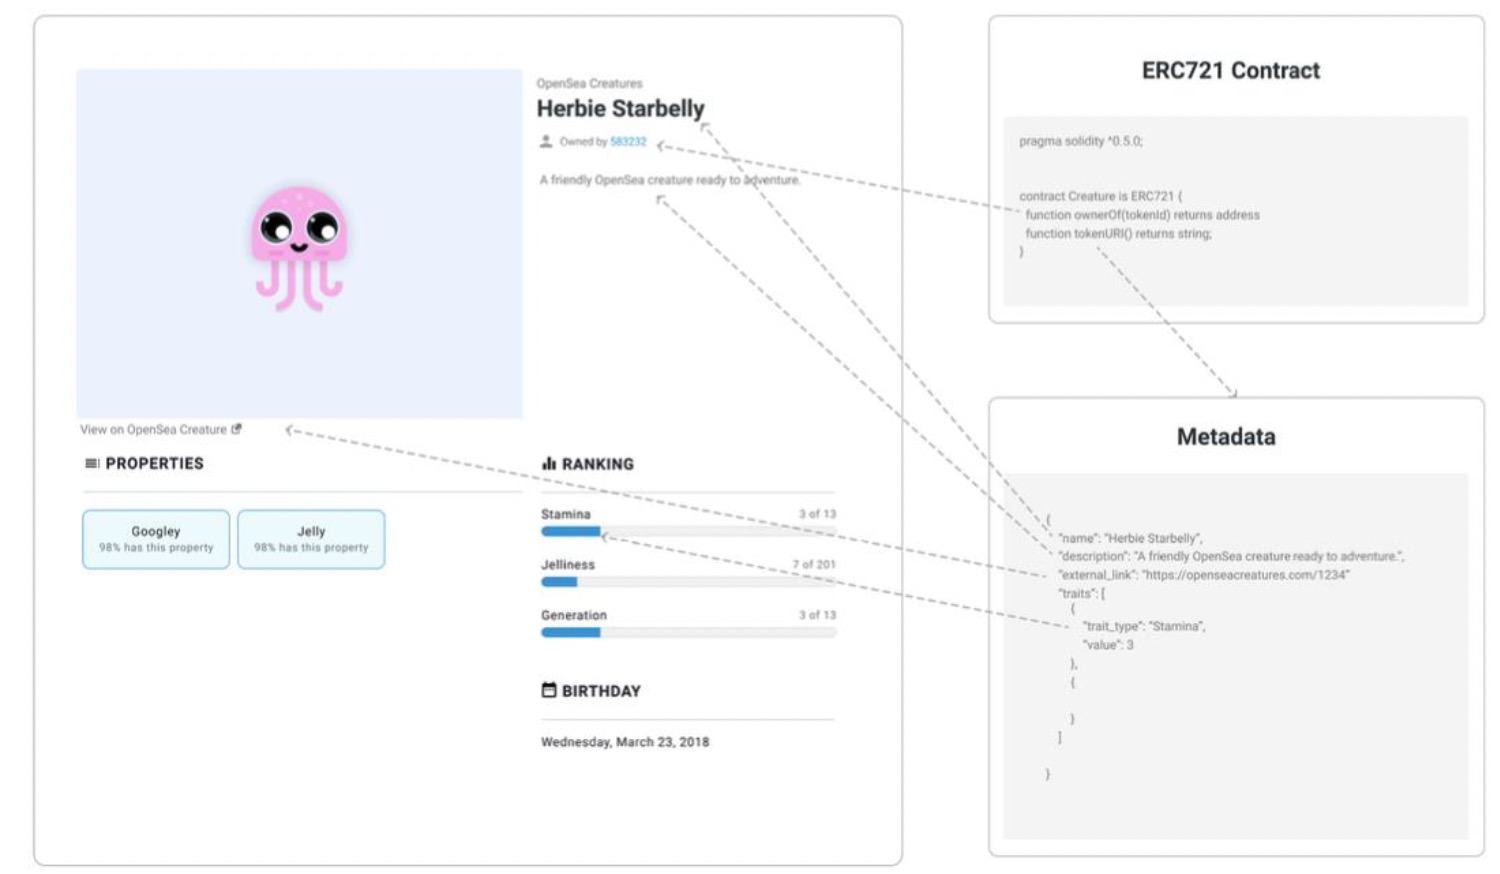 OpenSea Creatures
Herbie Starbelly
Owned by 583232
A friendly OpenSea creature ready to adventure.
View on OpenSea Creature
PROPERTIES
Googley
98% has this property
Jelly
98% has this property
RANKING
Stamina 3 of 13
Jelliness 7 of 201
Generation 3 of 13
BIRTHDAY
Wednesday, March 23, 2018
ERC721 Contract
pragma solidity ^0.5.0;
contract Creature is ERC721 {
function ownerOf(tokenId) returns address
function tokenURI() returns string;
}
Metadata
{
"name": "Herbie Starbelly",
"description": "A friendly OpenSea creature ready to adventure.",
"external_link": "https://openseacreatures.com/1234"
"traits": [
{
"trait_type": "Stamina",
"value": 3
},
{
}
]
}